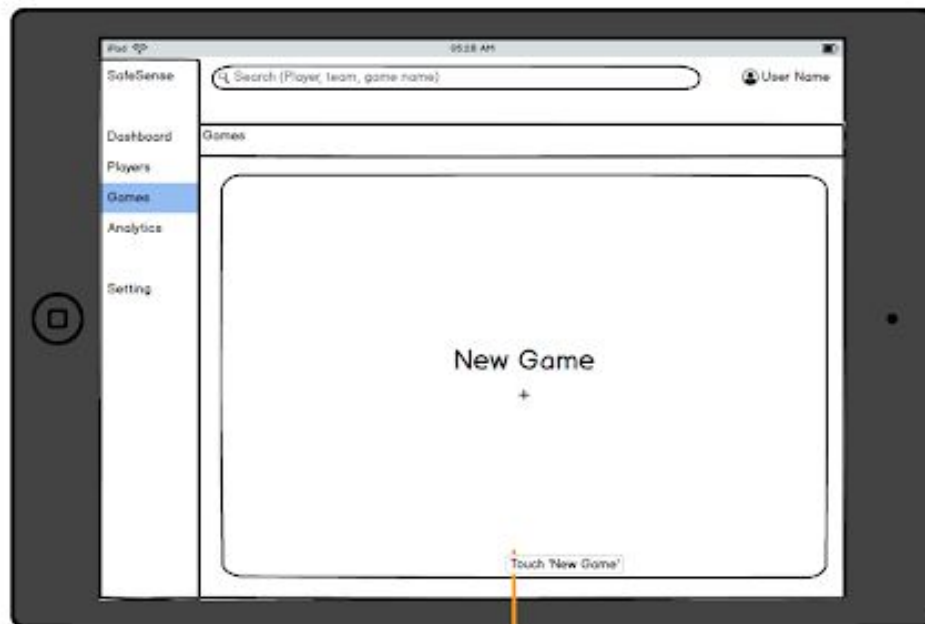 iPad 05:28 AM
SafeSense
Search (Player, team, game name)
User Name
Dashboard
Players
Games
Analytics
Setting
Games
New Game
+
Touch 'New Game'